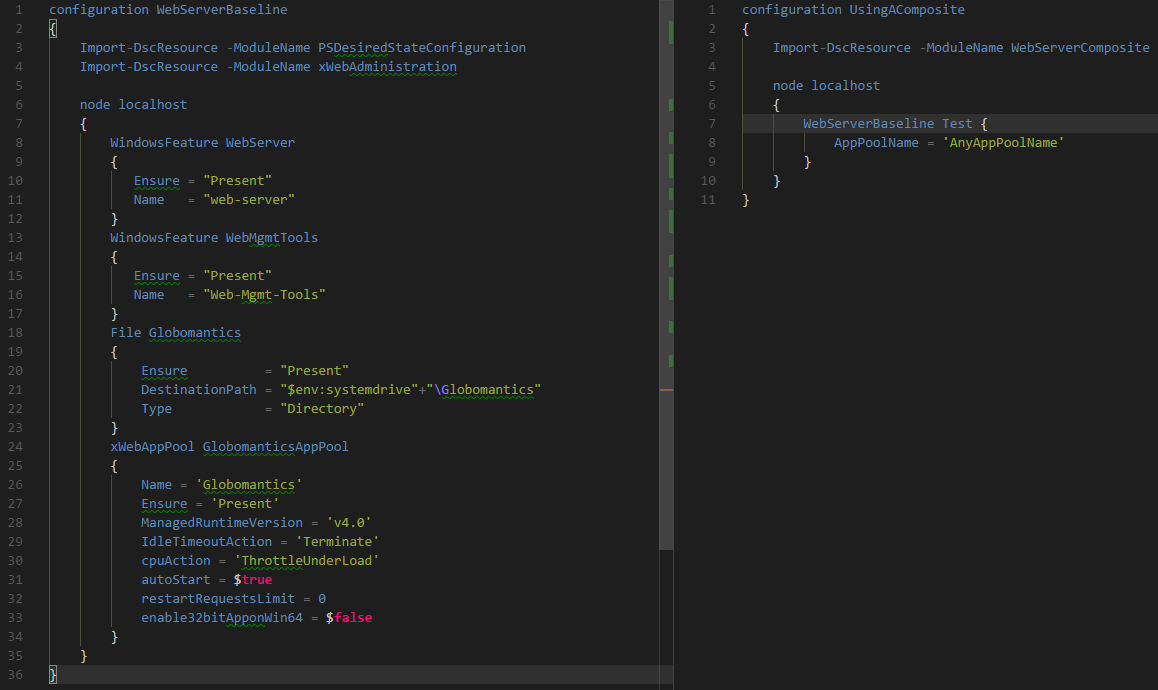 1 configuration WebServerBaseline
2 {
3 Import-DscResource -ModuleName PSDesiredStateConfiguration
4 Import-DscResource -ModuleName xWebAdministration
5
6 node localhost
7 {
8 WindowsFeature WebServer
9 {
10 Ensure = "Present"
11 Name = "web-server"
12 }
13 WindowsFeature WebMgmtTools
14 {
15 Ensure = "Present"
16 Name = "Web-Mgmt-Tools"
17 }
18 File Globomantics
19 {
20 Ensure = "Present"
21 DestinationPath = "$env:systemdrive"+"\Globomantics"
22 Type = "Directory"
23 }
24 xWebAppPool GlobomanticsAppPool
25 {
26 Name = 'Globomantics'
27 Ensure = 'Present'
28 ManagedRuntimeVersion = 'v4.0'
29 IdleTimeoutAction = 'Terminate'
30 cpuAction = 'ThrottleUnderLoad'
31 autoStart = $true
32 restartRequestsLimit = 0
33 enable32bitApponWin64 = $false
34 }
35 }
36 }
1 configuration UsingAComposite
2 {
3 Import-DscResource -ModuleName WebServerComposite
4
5 node localhost
6 {
7 WebServerBaseline Test {
8 AppPoolName = 'AnyAppPoolName'
9 }
10 }
11 }